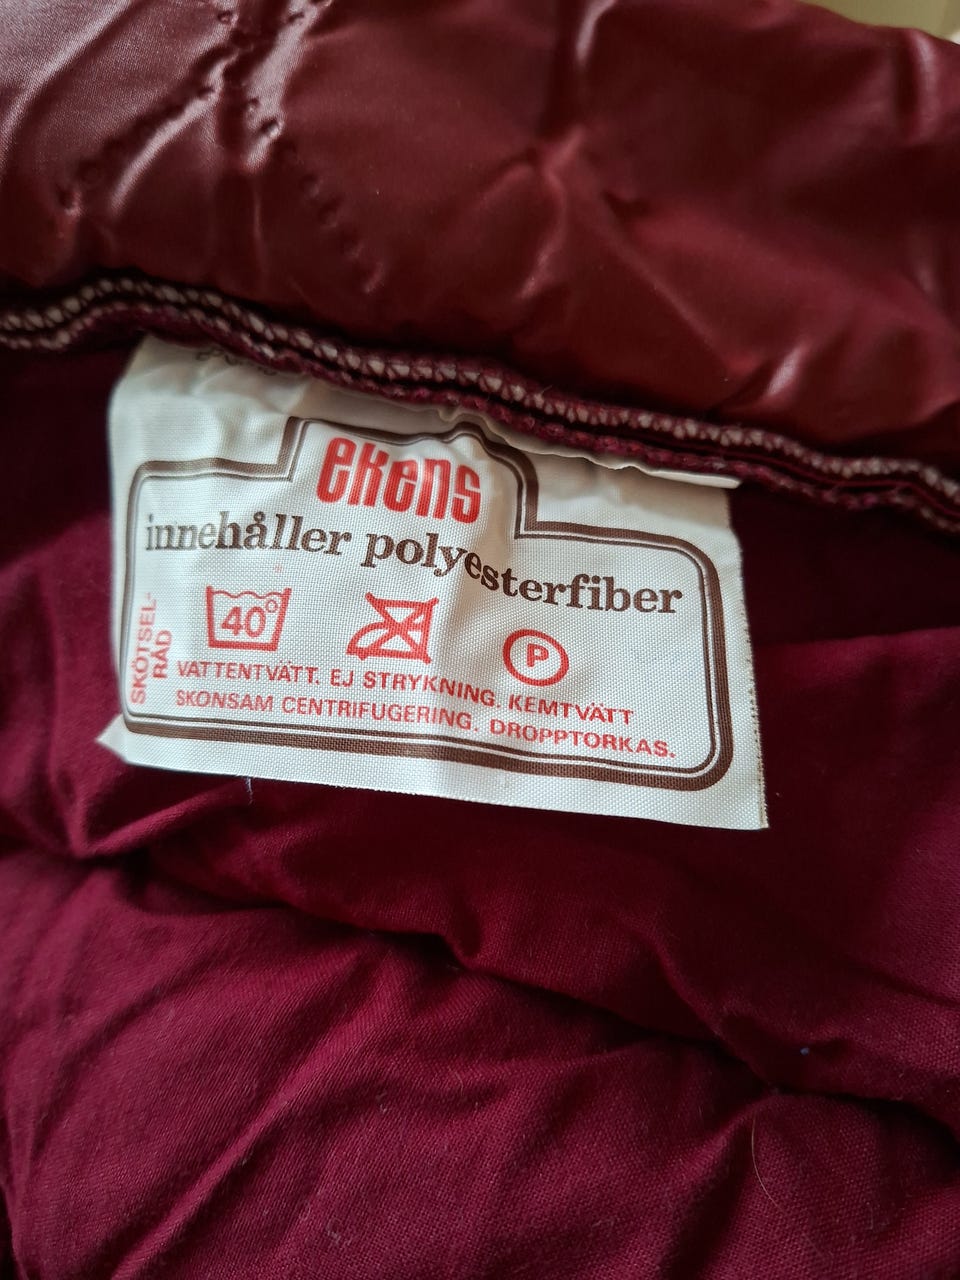 ekens
innehåller polyesterfiber
SKÖTSEL-
RÅD
40°
P
VATTENTVÄTT. EJ STRYKNING. KEMTVÄTT
SKONSAM CENTRIFUGERING. DROPPTORKAS.